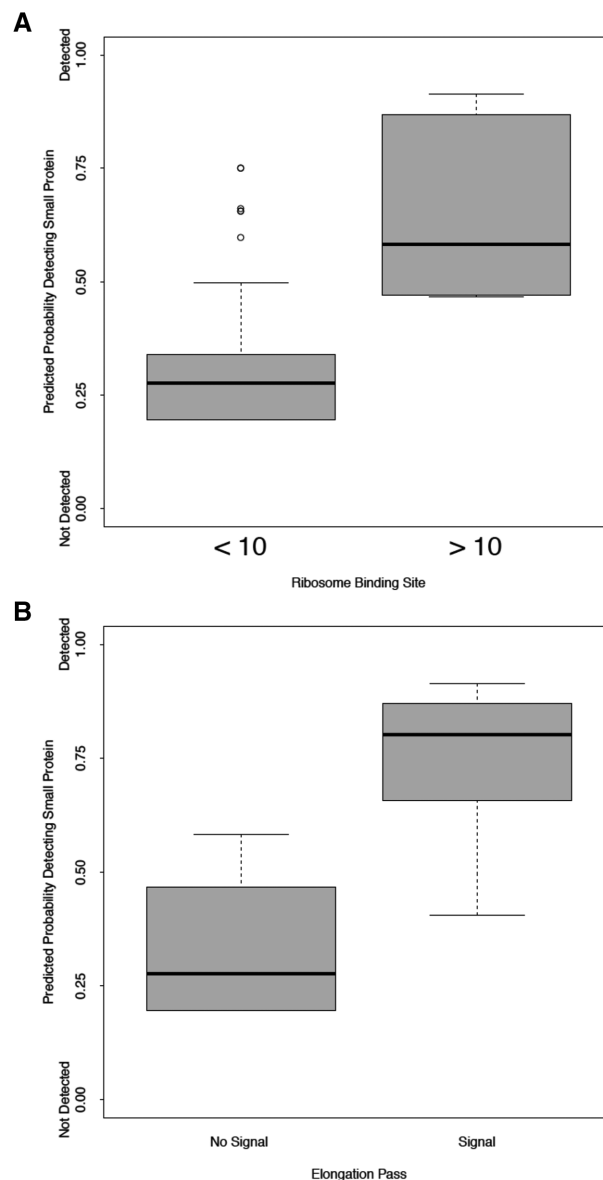 A
Predicted Probability Detecting Small Protein
Not Detected
Detected
1.00
0.75
0.50
0.25
0.00
< 10
> 10
Ribosome Binding Site
B
Predicted Probability Detecting Small Protein
Not Detected
Detected
1.00
0.75
0.50
0.25
0.00
No Signal
Signal
Elongation Pass